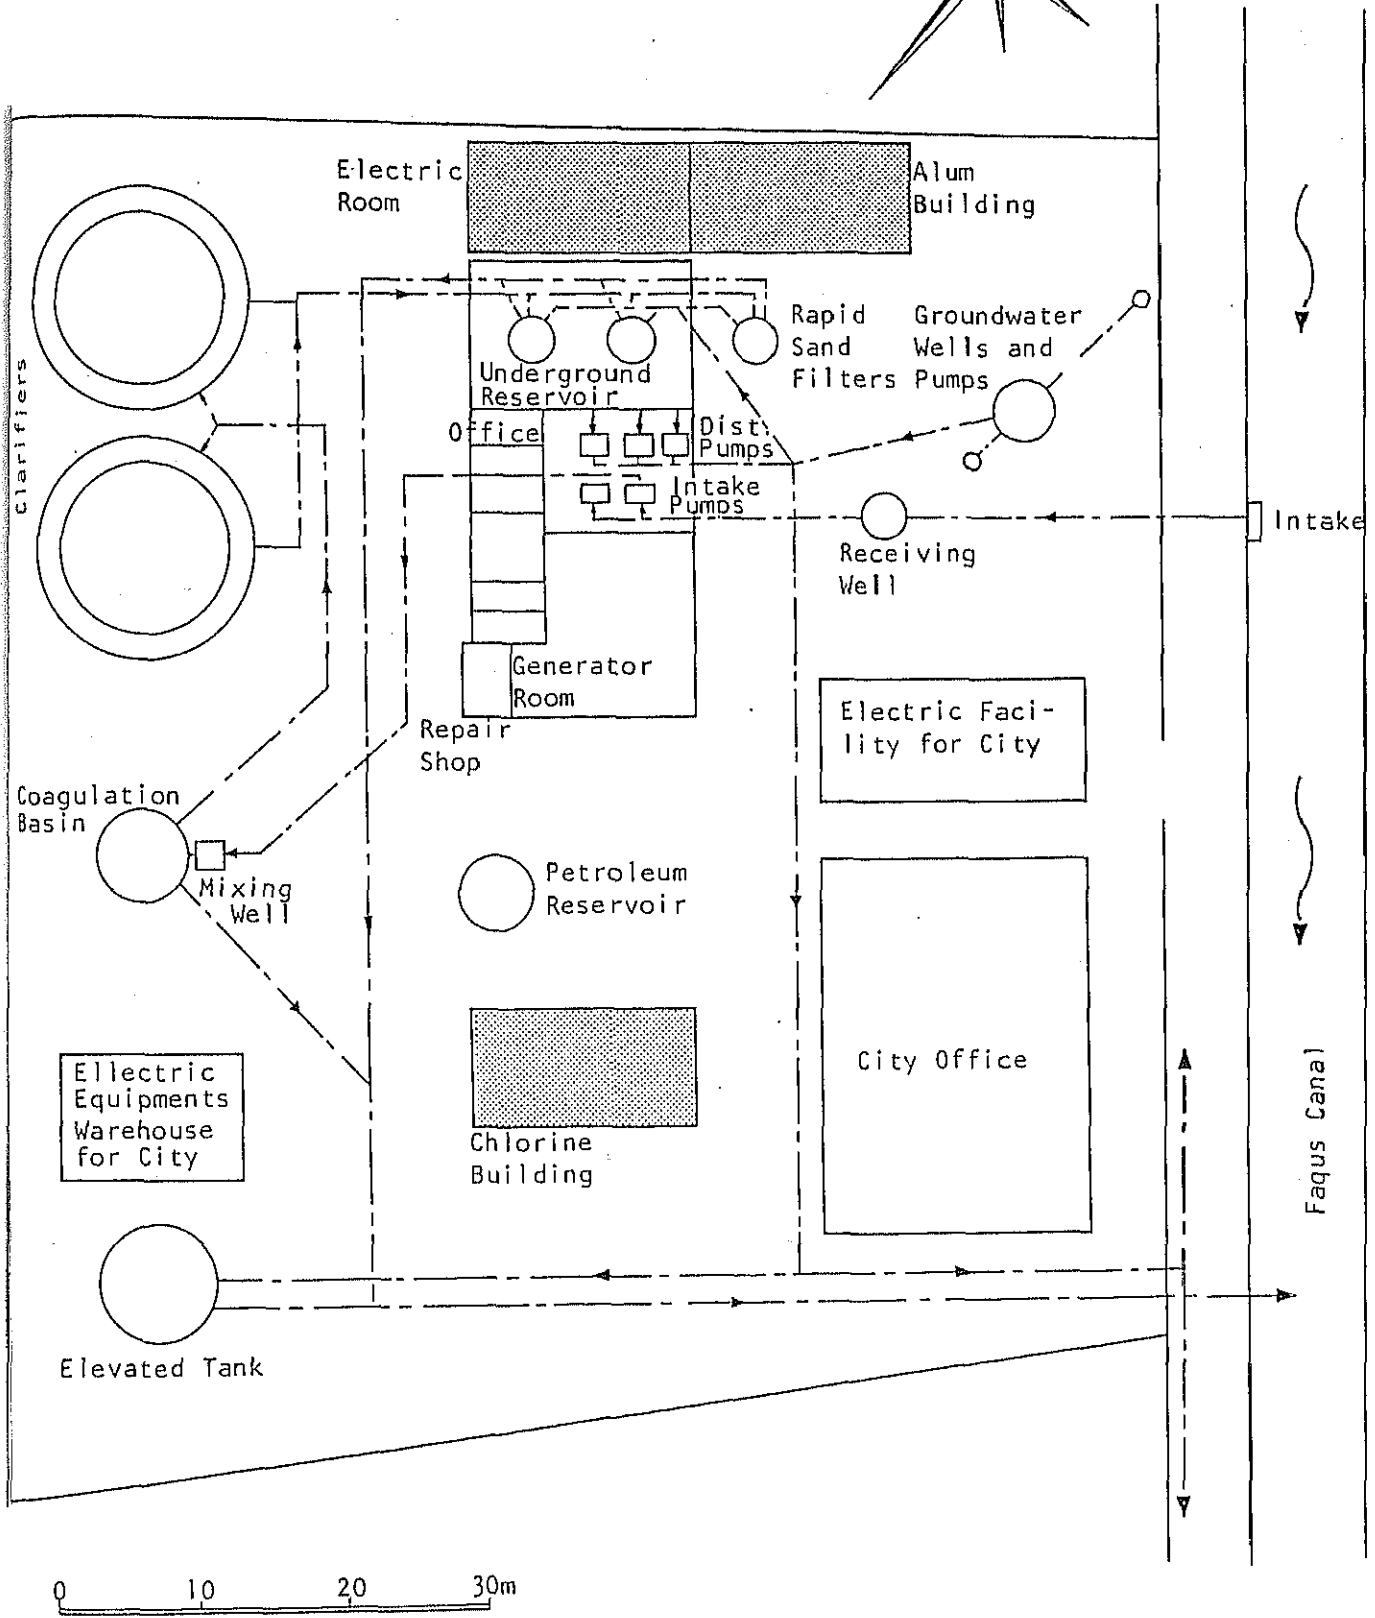 Electric
Room
Alum
Building
Rapid
Sand
Filters
Groundwater
Wells and
Pumps
Clarifiers
Underground
Reservoir
Office
Dist.
Pumps
Intake
Pumps
Intake
Receiving
Well
Generator
Room
Repair
Shop
Electric Faci-
lity for City
Coagulation
Basin
Mixing
Well
Petroleum
Reservoir
City Office
Ellectric
Equipments
Warehouse
for City
Chlorine
Building
Faqus Canal
Elevated Tank
0 10 20 30m